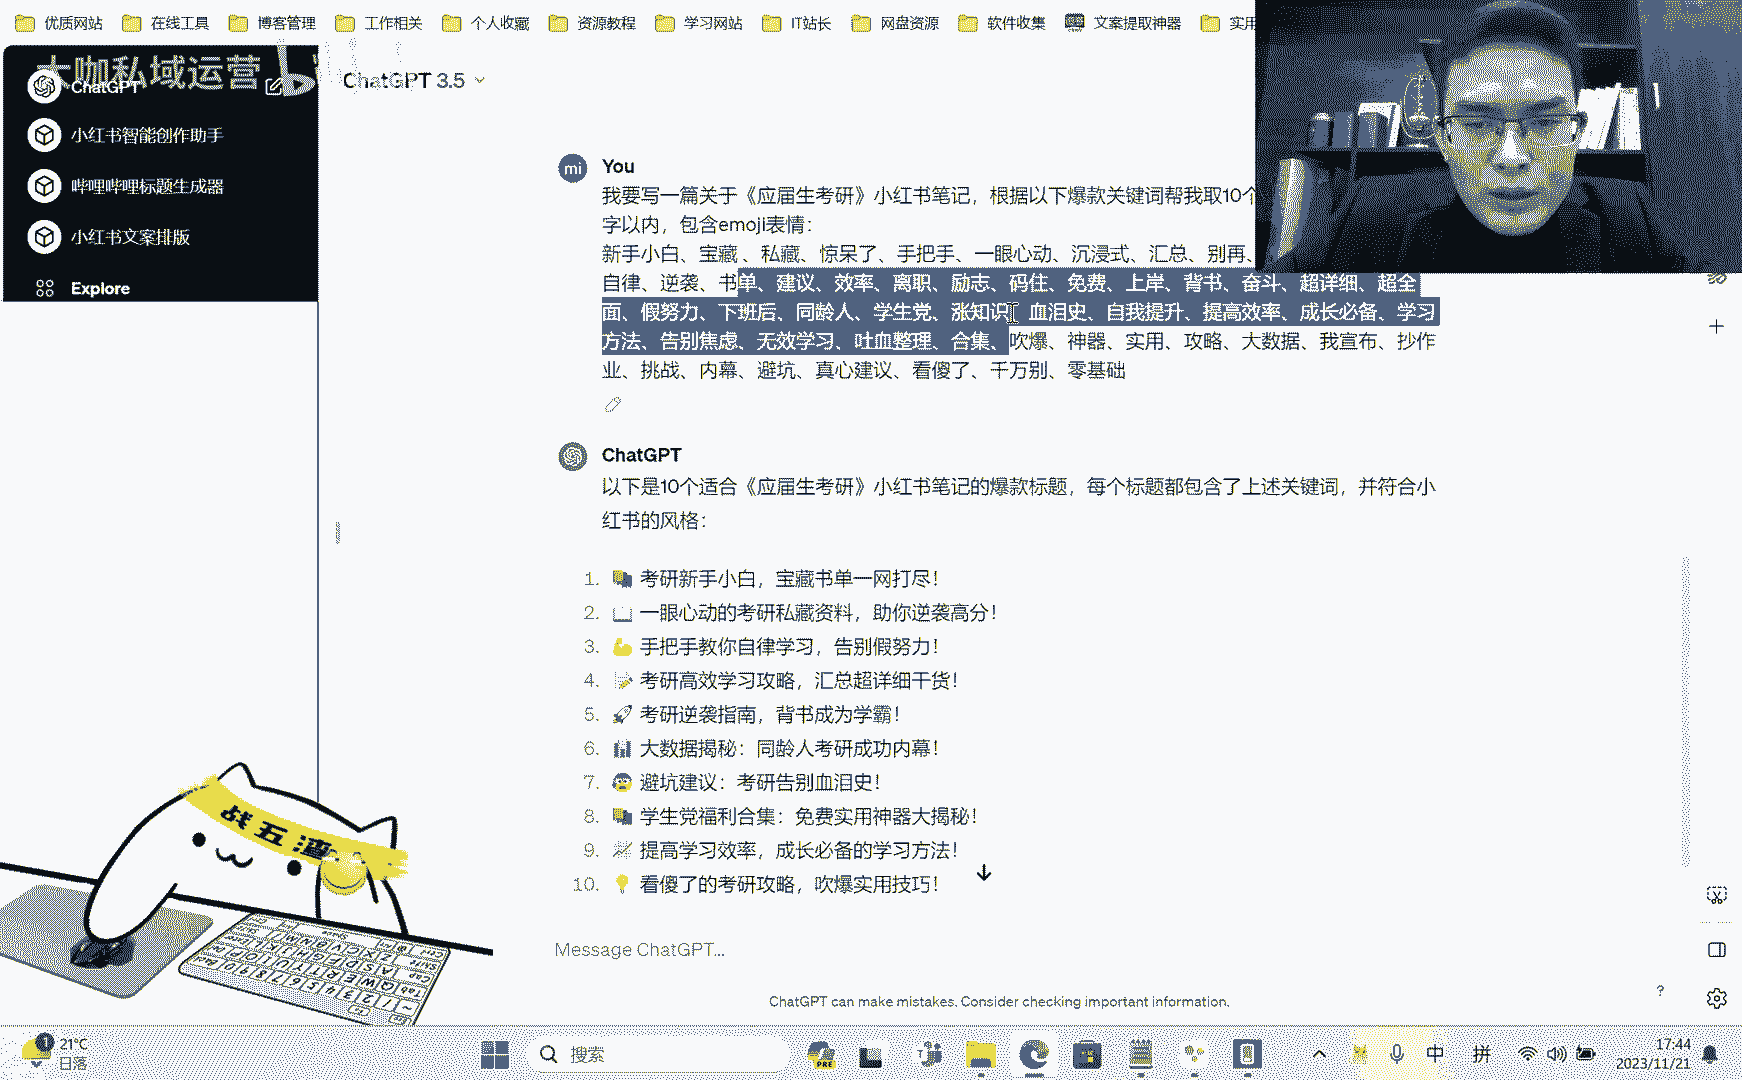 优质网站 在线工具 博客管理 工作相关 个人收藏 资源教程 学习网站 IT站长 网盘资源 软件收集 文案提取神器 实用
大咖私域运营
ChatGPT
ChatGPT 3.5
小红书智能创作助手
哔哩哔哩标题生成器
小红书文案排版
Explore
mi
You
我要写一篇关于《应届生考研》小红书笔记，根据以下爆款关键词帮我取10个
字以内，包含emoji表情：
新手小白、宝藏、私藏、惊呆了、手把手、一眼心动、沉浸式、汇总、别再、
自律、逆袭、书单、建议、效率、离职、励志、码住、免费、上岸、背书、奋斗、超详细、超全
面、假努力、下班后、同龄人、学生党、涨知识、血泪史、自我提升、提高效率、成长必备、学习
方法、告别焦虑、无效学习、吐血整理、合集、吹爆、神器、实用、攻略、大数据、我宣布、抄作
业、挑战、内幕、避坑、真心建议、看傻了、千万别、零基础
ChatGPT
以下是10个适合《应届生考研》小红书笔记的爆款标题，每个标题都包含了上述关键词，并符合小
红书的风格：
1. 📚 考研新手小白，宝藏书单一网打尽！
2. 📖 一眼心动的考研私藏资料，助你逆袭高分！
3. 💪 手把手教你自律学习，告别假努力！
4. 📝 考研高效学习攻略，汇总超详细干货！
5. 🚀 考研逆袭指南，背书成为学霸！
6. 📊 大数据揭秘：同龄人考研成功内幕！
7. 😨 避坑建议：考研告别血泪史！
8. 📚 学生党福利合集：免费实用神器大揭秘！
9. 🌟 提高学习效率，成长必备的学习方法！
10. 💡 看傻了的考研攻略，吹爆实用技巧！
Message ChatGPT...
ChatGPT can make mistakes. Consider checking important information.
?
战五渣
1
21°C
日落
搜索
PRE
中
拼
17:44
2023/11/21